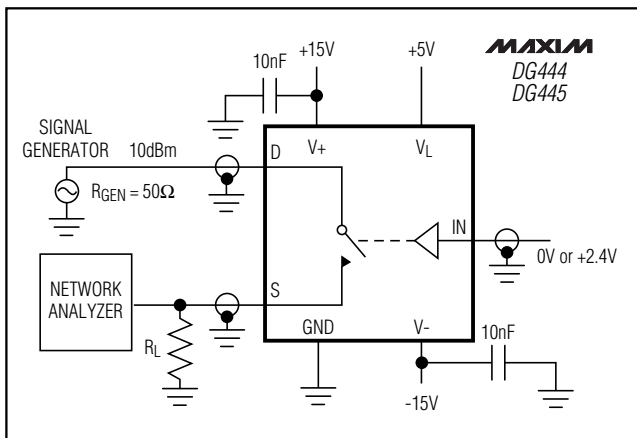 +15V
+5V
MAXIM
DG444
DG445
10nF
SIGNAL
GENERATOR
10dBm
D
V+
VL
RGEN = 50Ω
IN
0V or +2.4V
NETWORK
ANALYZER
S
RL
GND
V-
10nF
-15V